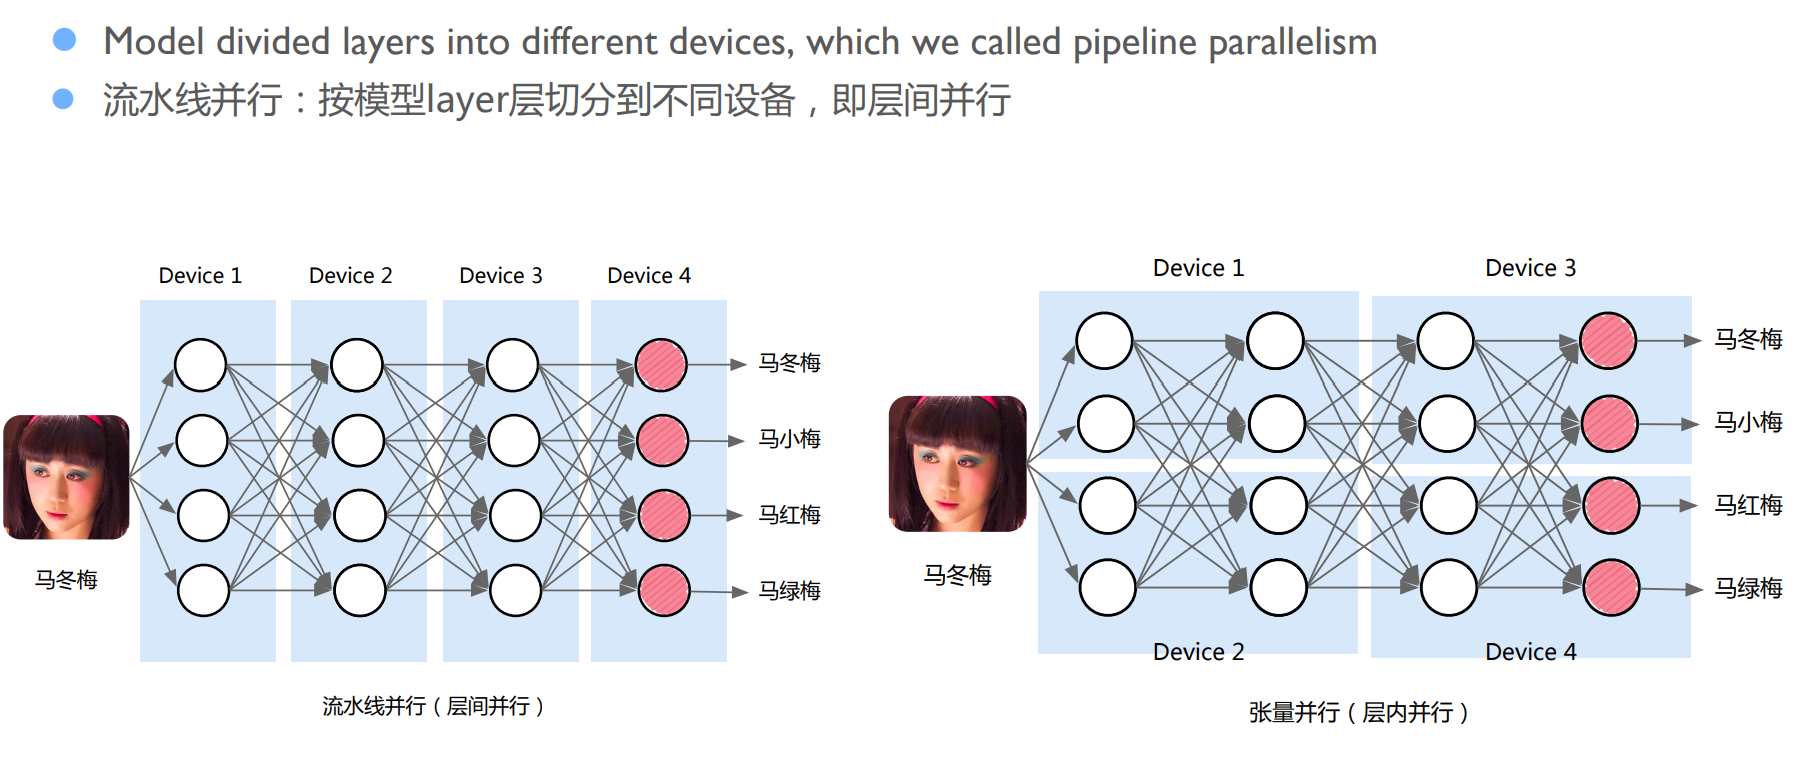 Model divided layers into different devices, which we called pipeline parallelism
流水线并行：按模型layer层切分到不同设备，即层间并行
Device 1
Device 2
Device 3
Device 4
马冬梅
马小梅
马红梅
马绿梅
马冬梅
流水线并行（层间并行）
Device 1
Device 3
马冬梅
马小梅
马红梅
马绿梅
马冬梅
Device 2
Device 4
张量并行（层内并行）